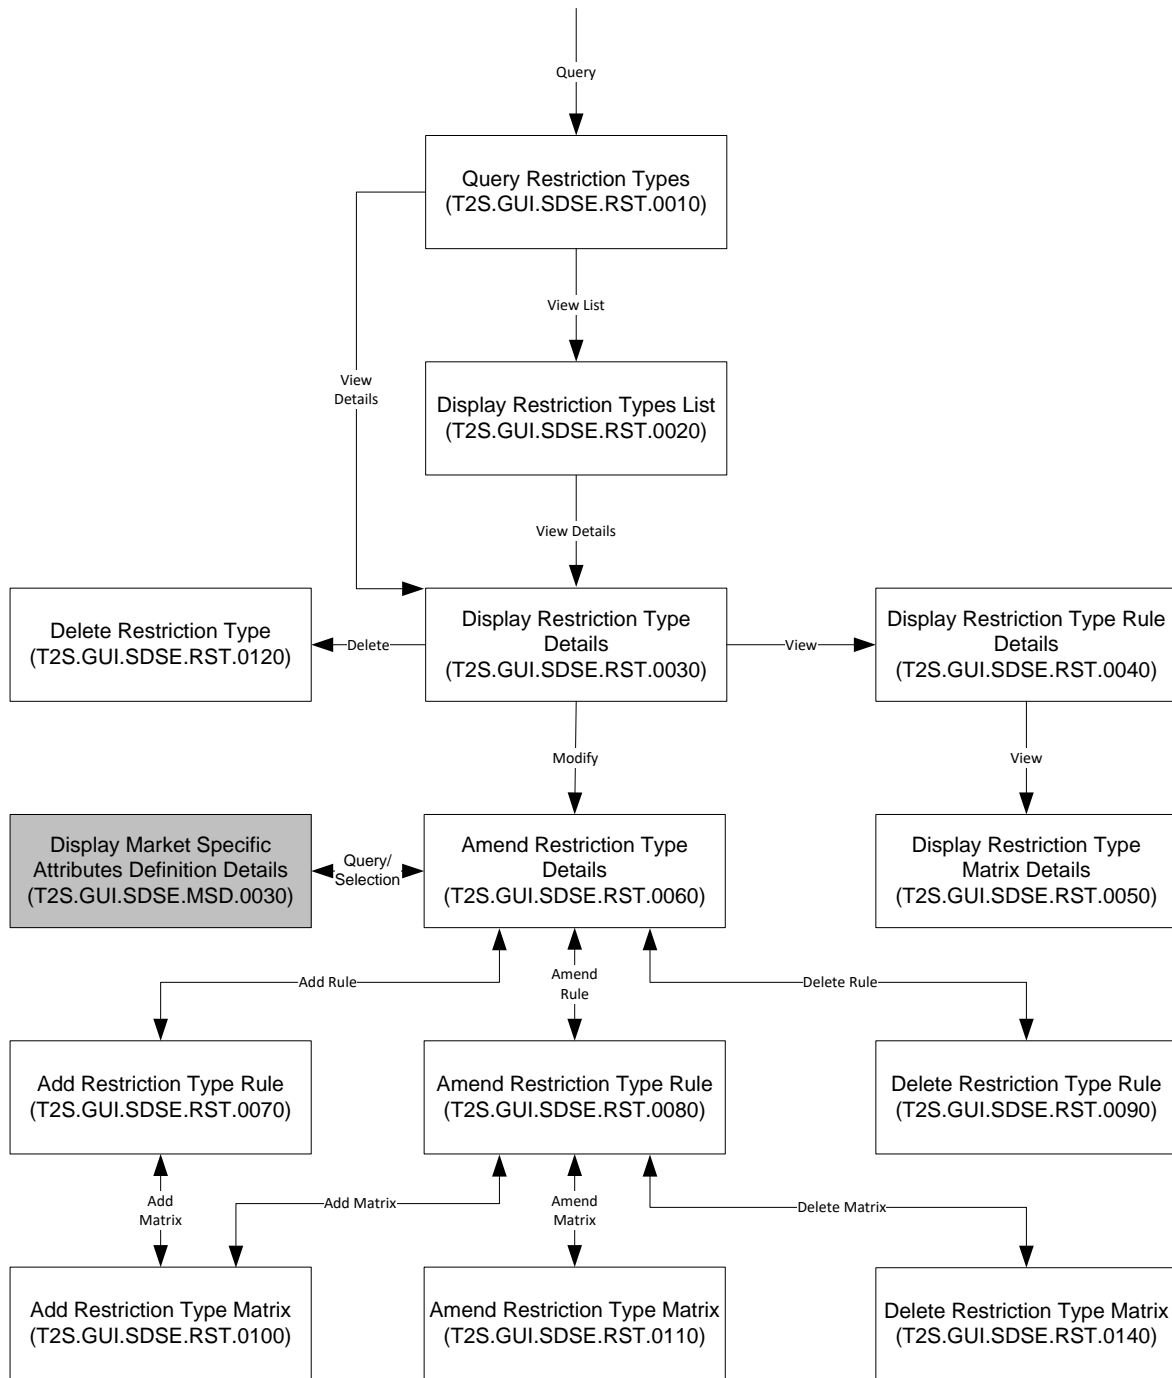 Query
Query Restriction Types
(T2S.GUI.SDSE.RST.0010)
View List
View
Details
Display Restriction Types List
(T2S.GUI.SDSE.RST.0020)
View Details
Delete Restriction Type
(T2S.GUI.SDSE.RST.0120)
Delete
Display Restriction Type
Details
(T2S.GUI.SDSE.RST.0030)
View
Display Restriction Type Rule
Details
(T2S.GUI.SDSE.RST.0040)
Modify
View
Display Market Specific
Attributes Definition Details
(T2S.GUI.SDSE.MSD.0030)
Query/
Selection
Amend Restriction Type
Details
(T2S.GUI.SDSE.RST.0060)
Display Restriction Type
Matrix Details
(T2S.GUI.SDSE.RST.0050)
Add Rule
Amend
Rule
Delete Rule
Add Restriction Type Rule
(T2S.GUI.SDSE.RST.0070)
Amend Restriction Type Rule
(T2S.GUI.SDSE.RST.0080)
Delete Restriction Type Rule
(T2S.GUI.SDSE.RST.0090)
Add
Matrix
Add Matrix
Amend
Matrix
Delete Matrix
Add Restriction Type Matrix
(T2S.GUI.SDSE.RST.0100)
Amend Restriction Type Matrix
(T2S.GUI.SDSE.RST.0110)
Delete Restriction Type Matrix
(T2S.GUI.SDSE.RST.0140)